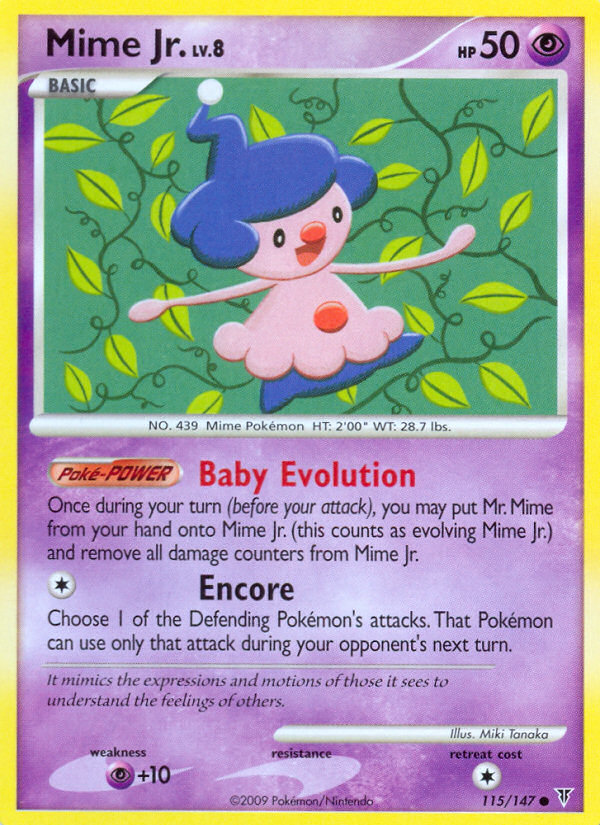 Mime Jr. LV.8
HP 50
BASIC
NO. 439 Mime Pokémon HT: 2'00" WT: 28.7 lbs.
Poké-POWER Baby Evolution
Once during your turn (before your attack), you may put Mr. Mime
from your hand onto Mime Jr. (this counts as evolving Mime Jr.)
and remove all damage counters from Mime Jr.
Encore
Choose 1 of the Defending Pokémon's attacks. That Pokémon
can use only that attack during your opponent's next turn.
It mimics the expressions and motions of those it sees to
understand the feelings of others.
Illus. Miki Tanaka
weakness resistance retreat cost
+10
©2009 Pokémon/Nintendo
115/147